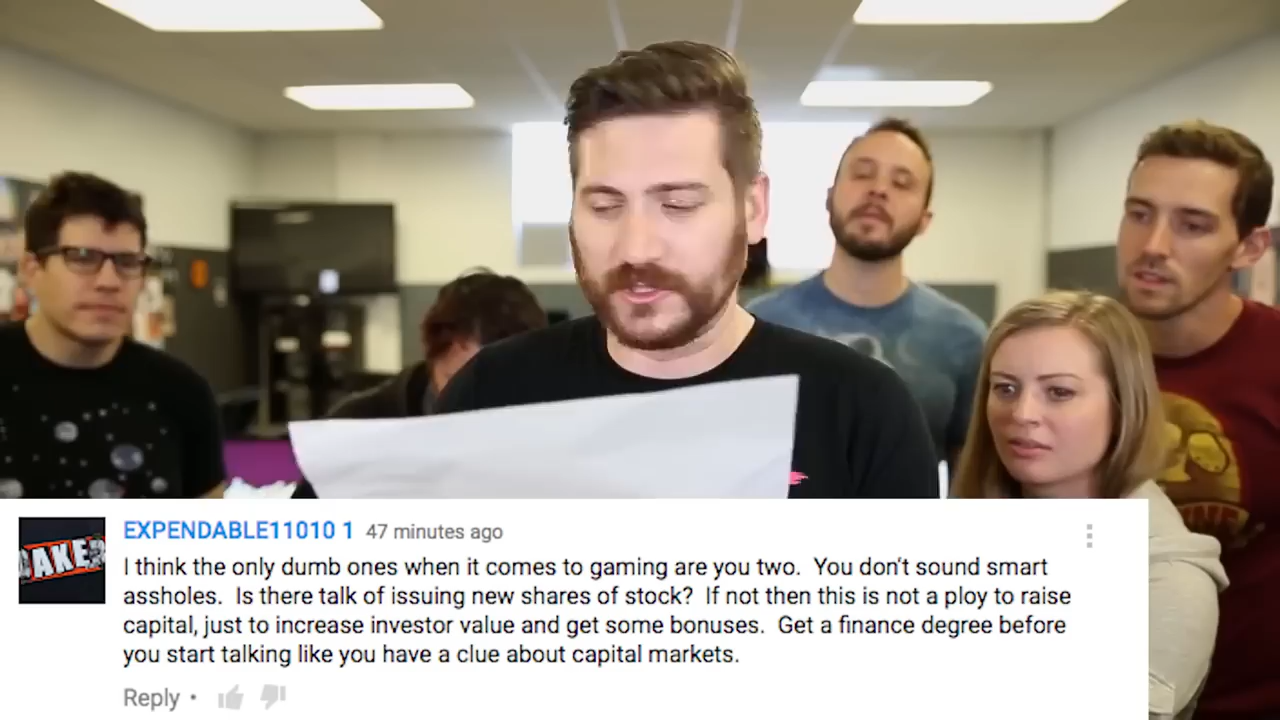 EXPENDABLE11010 1 47 minutes ago
I think the only dumb ones when it comes to gaming are you two. You don't sound smart
assholes. Is there talk of issuing new shares of stock? If not then this is not a ploy to raise
capital, just to increase investor value and get some bonuses. Get a finance degree before
you start talking like you have a clue about capital markets.
Reply •